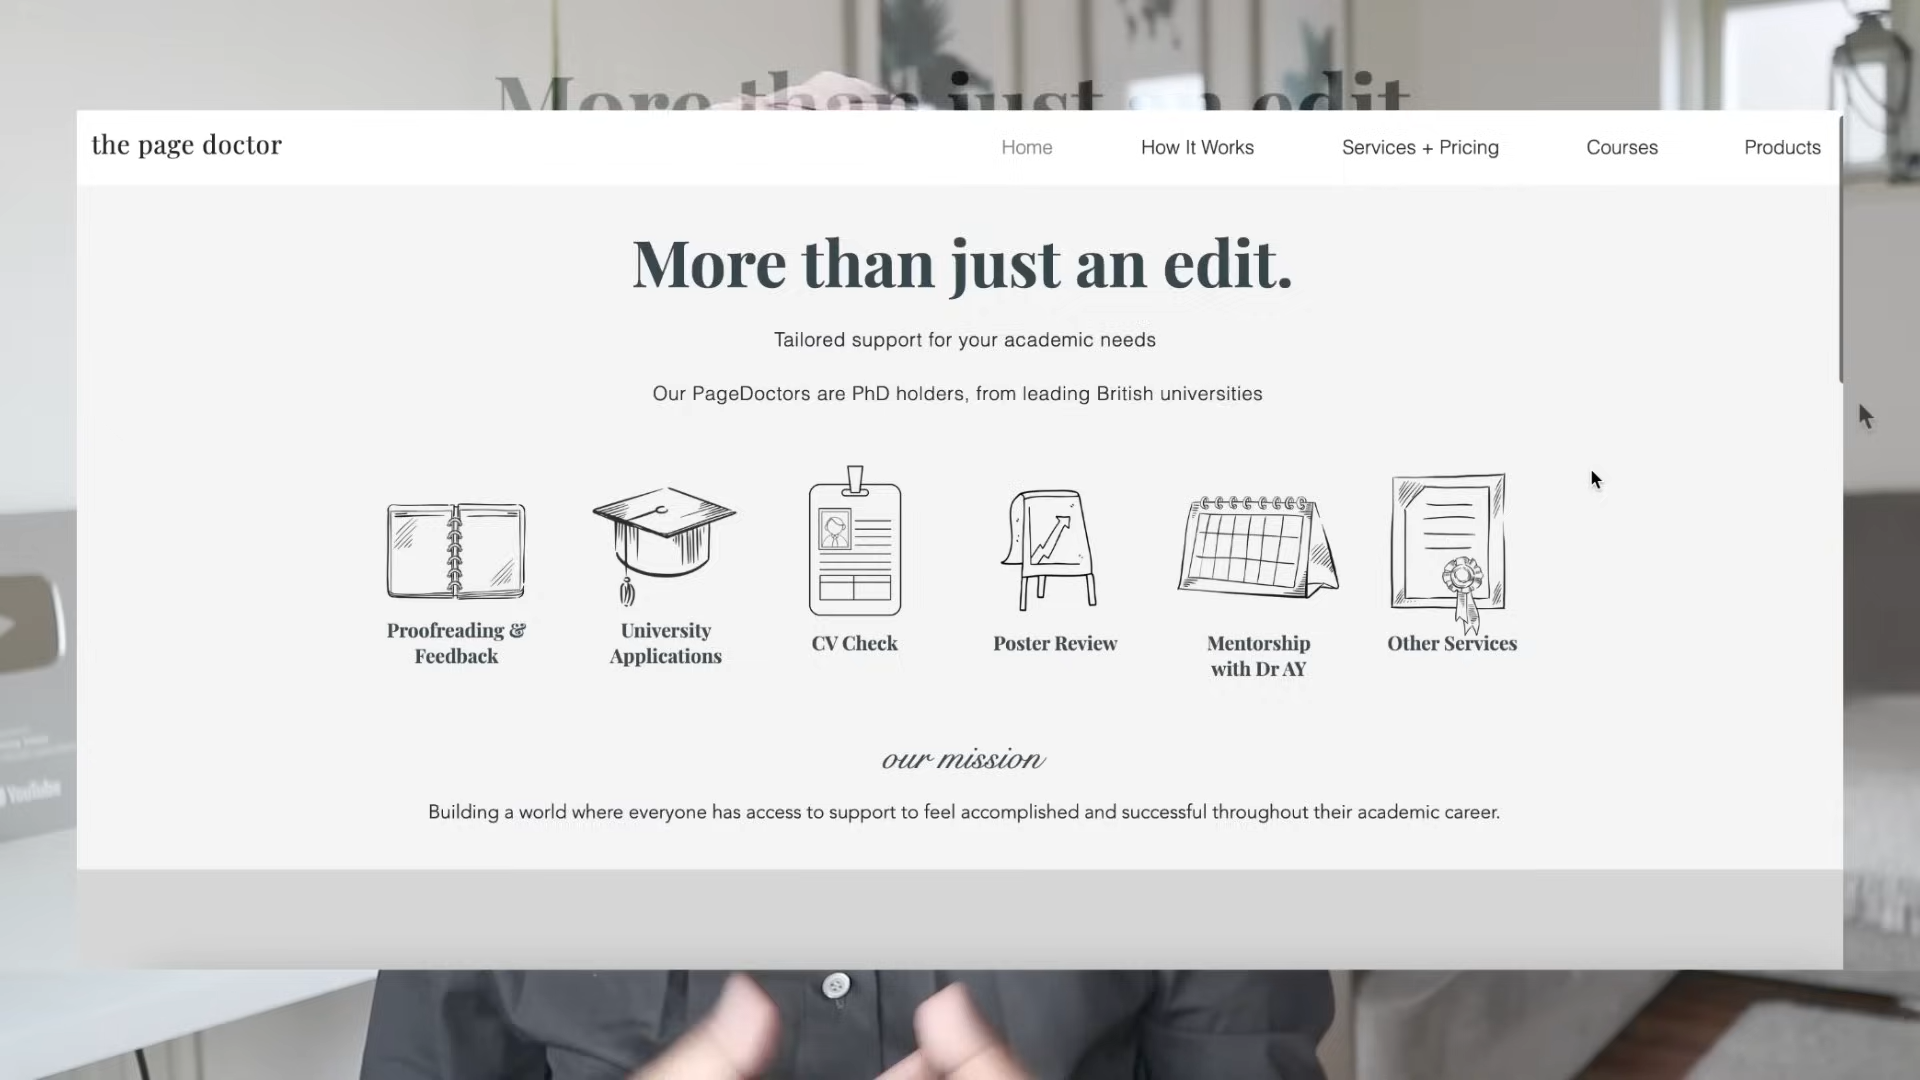 More than just an edit
the page doctor
Home How It Works Services + Pricing Courses Products
More than just an edit.
Tailored support for your academic needs
Our PageDoctors are PhD holders, from leading British universities
Proofreading &
Feedback
University
Applications
CV Check
Poster Review
Mentorship
with Dr AY
Other Services
our mission
Building a world where everyone has access to support to feel accomplished and successful throughout their academic career.
YouTube